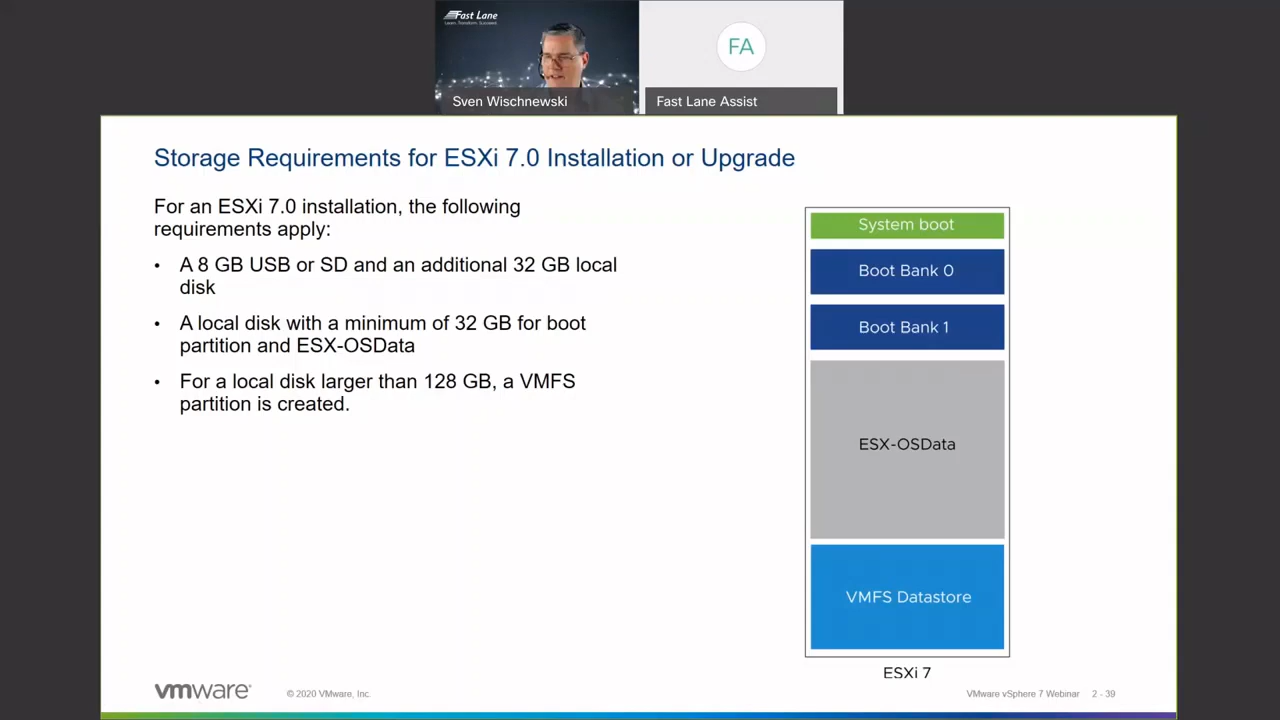 Fast Lane
Sven Wischnewski
FA
Fast Lane Assist
Storage Requirements for ESXi 7.0 Installation or Upgrade
For an ESXi 7.0 installation, the following
requirements apply:
• A 8 GB USB or SD and an additional 32 GB local
disk
• A local disk with a minimum of 32 GB for boot
partition and ESX-OSData
• For a local disk larger than 128 GB, a VMFS
partition is created.
System boot
Boot Bank 0
Boot Bank 1
ESX-OSData
VMFS Datastore
ESXi 7
vmware®
© 2020 VMware, Inc.
VMware vSphere 7 Webinar 2 - 39